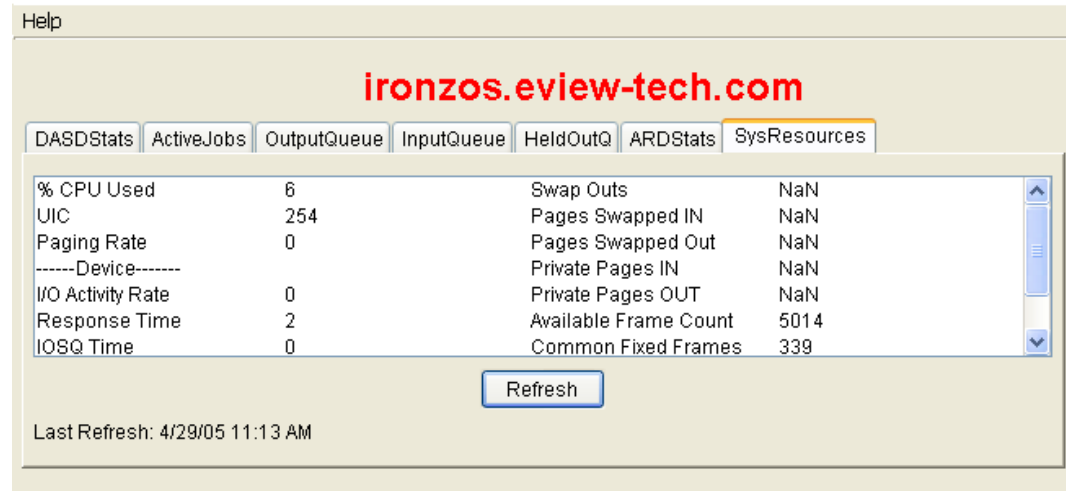 Help
ironzos.eview-tech.com
DASDStats ActiveJobs OutputQueue InputQueue HeldOutQ ARDStats SysResources
% CPU Used 6 Swap Outs NaN
UIC 254 Pages Swapped IN NaN
Paging Rate 0 Pages Swapped Out NaN
------Device------- Private Pages IN NaN
I/O Activity Rate 0 Private Pages OUT NaN
Response Time 2 Available Frame Count 5014
IOSQ Time 0 Common Fixed Frames 339
Refresh
Last Refresh: 4/29/05 11:13 AM